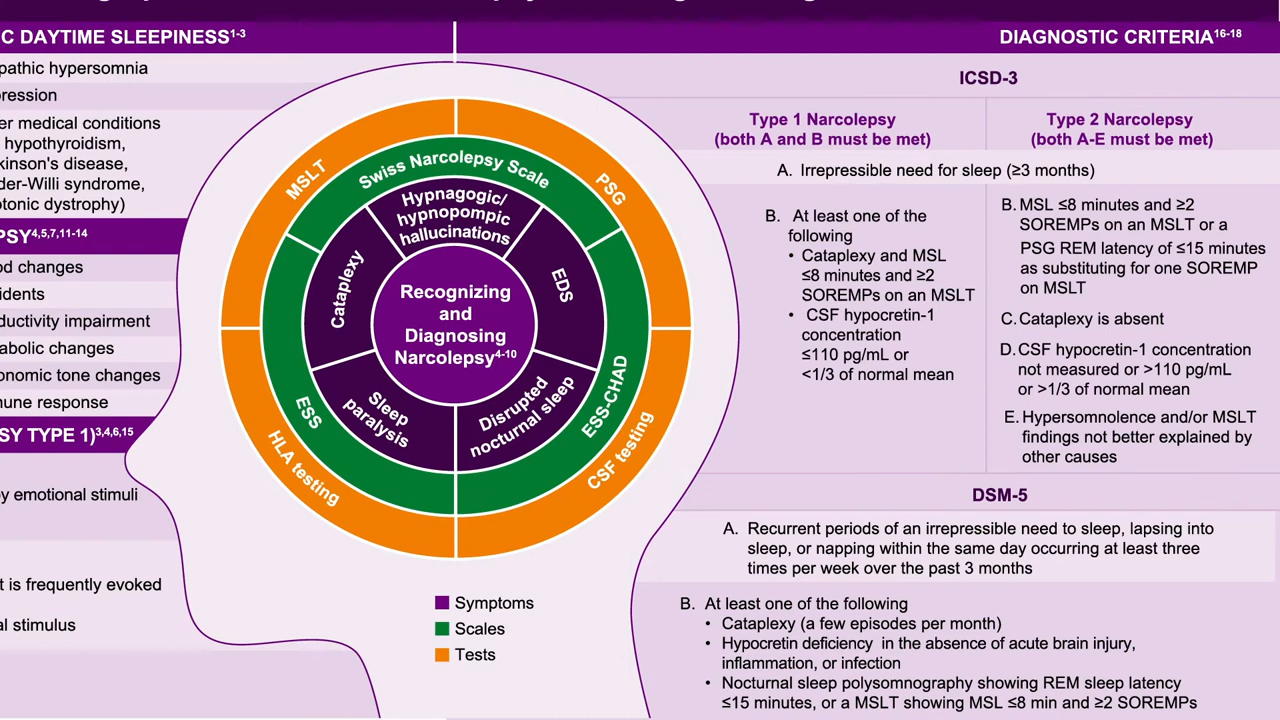 C DAYTIME SLEEPINESS1-3
pathic hypersomnia
ression
er medical conditions
hypothyroidism,
kinson's disease,
der-Willi syndrome,
otonic dystrophy)
PSY4,5,7,11-14
od changes
idents
ductivity impairment
abolic changes
onomic tone changes
mune response
SY TYPE 1)3,4,6,15
y emotional stimuli
t is frequently evoked
al stimulus
MSLT
PSG
HLA testing
CSF testing
Swiss Narcolepsy Scale
ESS
ESS-CHAD
Hypnagogic/
hypnopompic
hallucinations
Cataplexy
EDS
Sleep
paralysis
Disrupted
nocturnal sleep
Recognizing
and
Diagnosing
Narcolepsy4-10
Symptoms
Scales
Tests
DIAGNOSTIC CRITERIA16-18
ICSD-3
Type 1 Narcolepsy
(both A and B must be met)
Type 2 Narcolepsy
(both A-E must be met)
A. Irrepressible need for sleep (≥3 months)
B. At least one of the
following
• Cataplexy and MSL
≤8 minutes and ≥2
SOREMPs on an MSLT
• CSF hypocretin-1
concentration
≤110 pg/mL or
<1/3 of normal mean
B. MSL ≤8 minutes and ≥2
SOREMPs on an MSLT or a
PSG REM latency of ≤15 minutes
as substituting for one SOREMP
on MSLT
C. Cataplexy is absent
D. CSF hypocretin-1 concentration
not measured or >110 pg/mL
or >1/3 of normal mean
E. Hypersomnolence and/or MSLT
findings not better explained by
other causes
DSM-5
A. Recurrent periods of an irrepressible need to sleep, lapsing into
sleep, or napping within the same day occurring at least three
times per week over the past 3 months
B. At least one of the following
• Cataplexy (a few episodes per month)
• Hypocretin deficiency in the absence of acute brain injury,
inflammation, or infection
• Nocturnal sleep polysomnography showing REM sleep latency
≤15 minutes, or a MSLT showing MSL ≤8 min and ≥2 SOREMPs